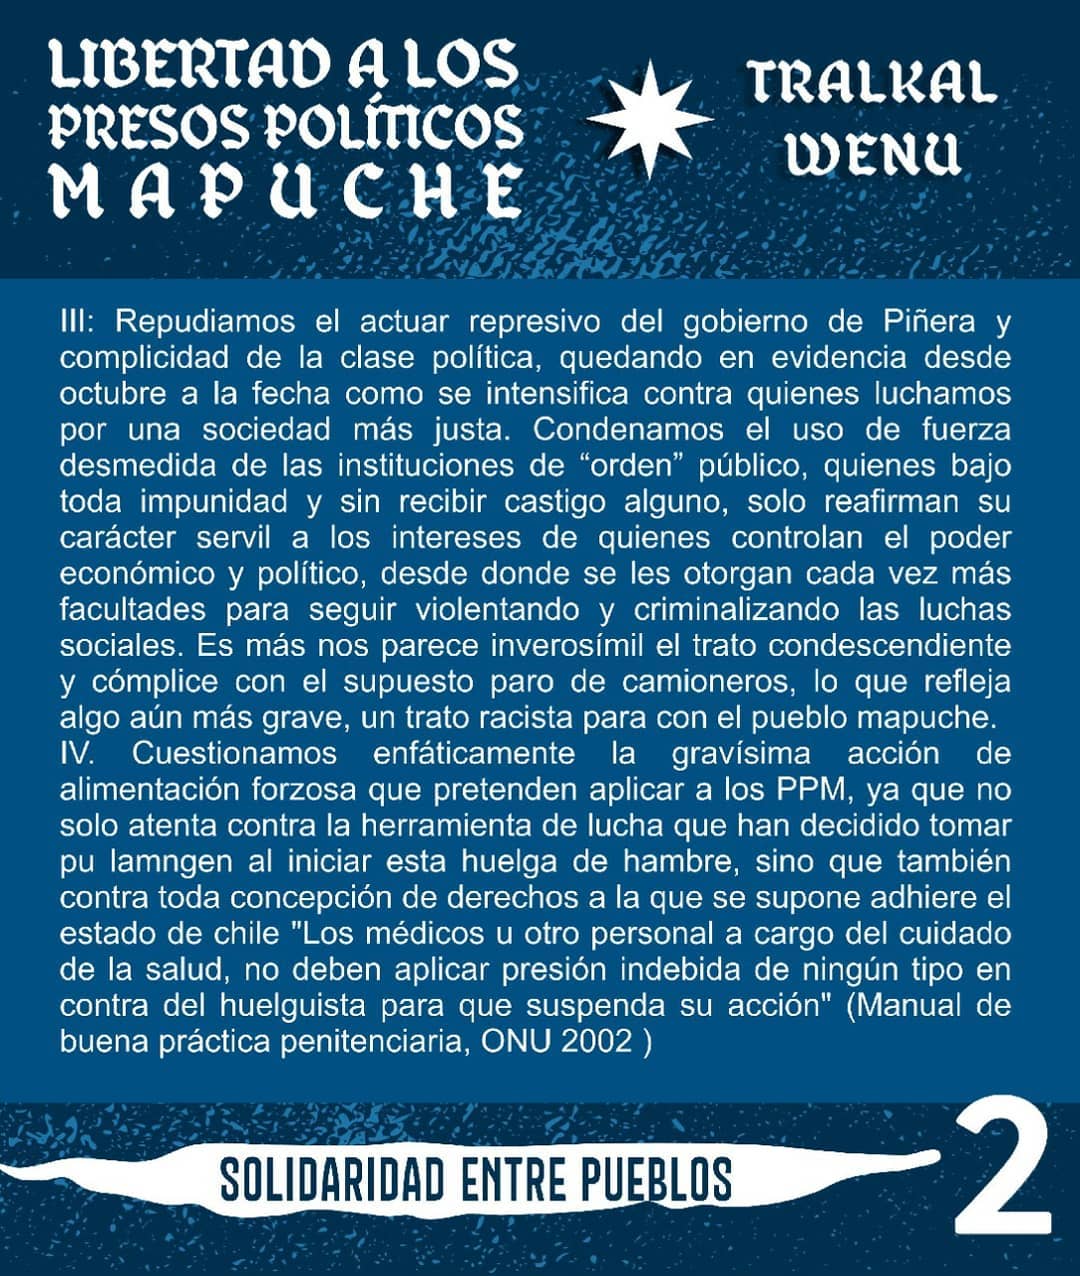 LIBERTAD A LOS
PRESOS POLÍTICOS
MAPUCHE
TRALKAL
WENU
III: Repudiamos el actuar represivo del gobierno de Piñera y
complicidad de la clase política, quedando en evidencia desde
octubre a la fecha como se intensifica contra quienes luchamos
por una sociedad más justa. Condenamos el uso de fuerza
desmedida de las instituciones de “orden” público, quienes bajo
toda impunidad y sin recibir castigo alguno, solo reafirman su
carácter servil a los intereses de quienes controlan el poder
económico y político, desde donde se les otorgan cada vez más
facultades para seguir violentando y criminalizando las luchas
sociales. Es más nos parece inverosímil el trato condescendiente
y cómplice con el supuesto paro de camioneros, lo que refleja
algo aún más grave, un trato racista para con el pueblo mapuche.
IV. Cuestionamos enfáticamente la gravísima acción de
alimentación forzosa que pretenden aplicar a los PPM, ya que no
solo atenta contra la herramienta de lucha que han decidido tomar
pu lamngen al iniciar esta huelga de hambre, sino que también
contra toda concepción de derechos a la que se supone adhiere el
estado de chile "Los médicos u otro personal a cargo del cuidado
de la salud, no deben aplicar presión indebida de ningún tipo en
contra del huelguista para que suspenda su acción" (Manual de
buena práctica penitenciaria, ONU 2002 )
SOLIDARIDAD ENTRE PUEBLOS
2